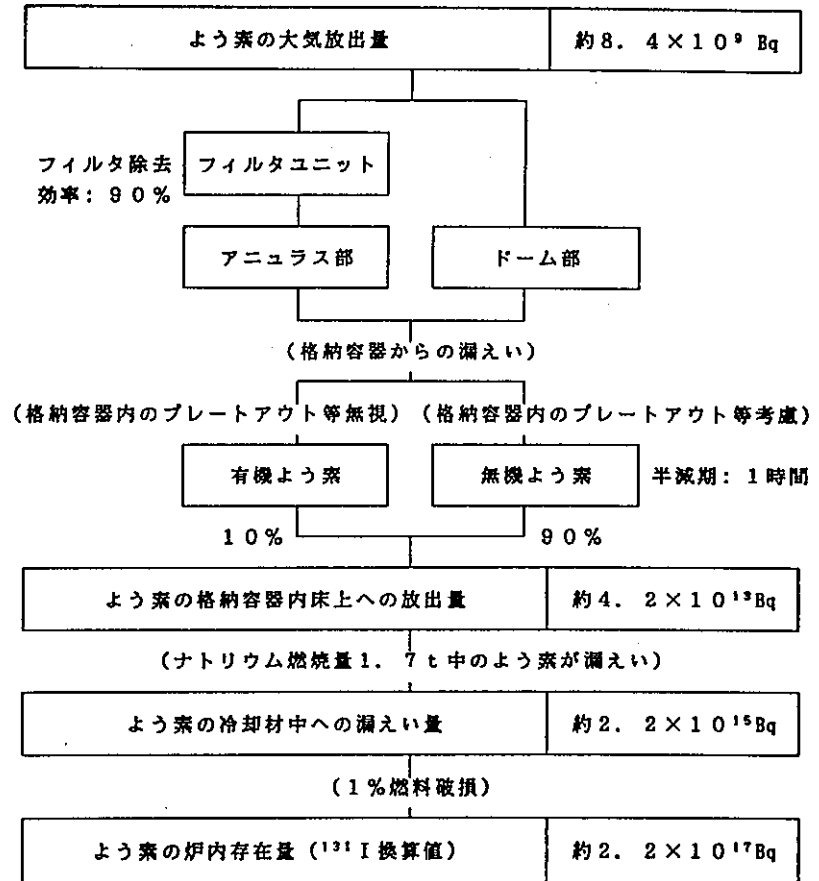 よう素の大気放出量 約8.4×10⁹ Bq
フィルタ除去
効率:90%
フィルタユニット
アニュラス部 ドーム部
(格納容器からの漏えい)
(格納容器内のプレートアウト等無視) (格納容器内のプレートアウト等考慮)
有機よう素 無機よう素 半減期:1時間
10% 90%
よう素の格納容器内床上への放出量 約4.2×10¹³Bq
(ナトリウム燃焼量1.7t中のよう素が漏えい)
よう素の冷却材中への漏えい量 約2.2×10¹⁵Bq
(1%燃料破損)
よう素の炉内存在量(¹³¹I換算値) 約2.2×10¹⁷Bq